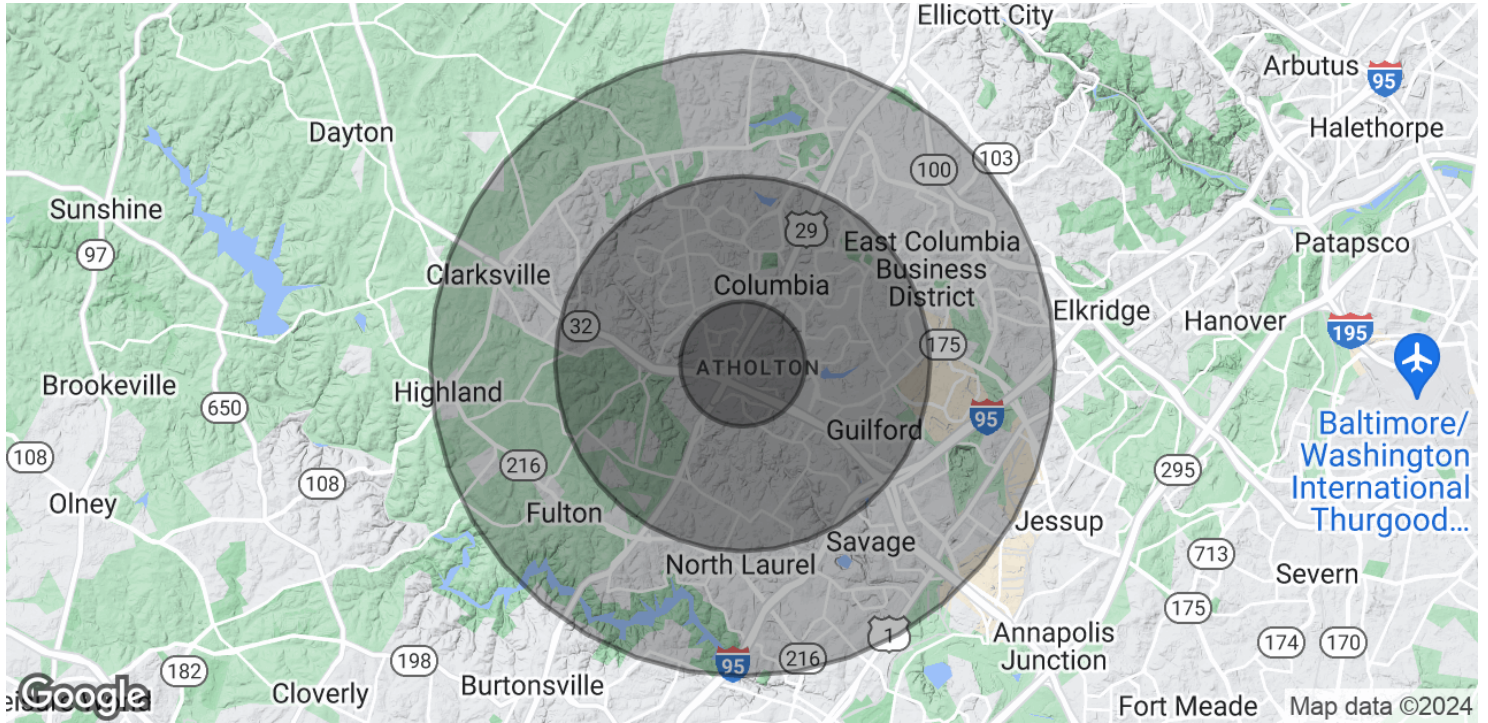 Ellicott City
Arbutus
95
Halethorpe
Dayton
103
100
Sunshine
97
29
East Columbia
Business
District
Patapsco
Clarksville
Columbia
Elkridge
Hanover
195
32
175
ATHOLTON
Brookeville
Highland
650
95
Guilford
Baltimore/
Washington
International
Thurgood...
108
216
108
295
Olney
Fulton
Jessup
Savage
713
North Laurel
Severn
175
1
Annapolis
Junction
174
170
182
198
95
216
Cloverly
Burtonsville
Google
Fort Meade
Map data ©2024